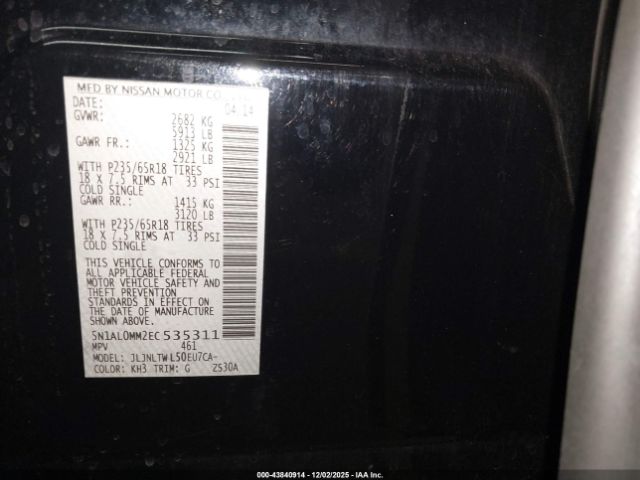 MFD BY NISSAN MOTOR CO.
DATE: 04 14
GVWR: 2682 KG
5913 LB
GAWR FR.: 1325 KG
2921 LB
WITH P235/65R18 TIRES
18 X 7.5 RIMS AT 33 PSI
COLD SINGLE
GAWR RR.: 1415 KG
3120 LB
WITH P235/65R18 TIRES
18 X 7.5 RIMS AT 33 PSI
COLD SINGLE
THIS VEHICLE CONFORMS TO
ALL APPLICABLE FEDERAL
MOTOR VEHICLE SAFETY AND
THEFT PREVENTION
STANDARDS IN EFFECT ON
THE DATE OF MANUFACTURE
SHOWN ABOVE.
5N1AL0MM2EC535311
MPV 461
MODEL: JLJNLTWL50EU7CA-
COLOR: KH3 TRIM: G ZS30A
000-43840914 - 12/02/2025 - IAA Inc.